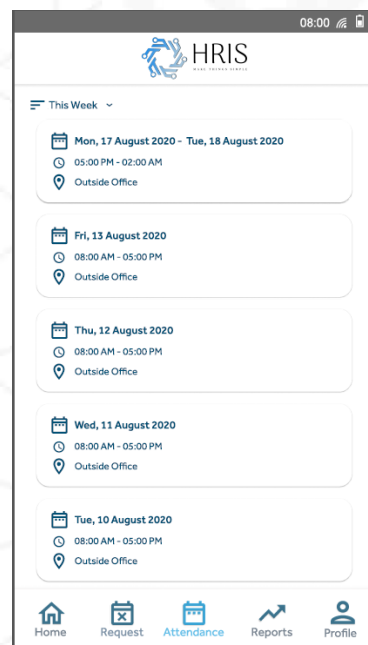 08:00
HRIS
MAKE THINGS SIMPLE
This Week
Mon, 17 August 2020 - Tue, 18 August 2020
05:00 PM - 02:00 AM
Outside Office
Fri, 13 August 2020
08:00 AM - 05:00 PM
Outside Office
Thu, 12 August 2020
08:00 AM - 05:00 PM
Outside Office
Wed, 11 August 2020
08:00 AM - 05:00 PM
Outside Office
Tue, 10 August 2020
08:00 AM - 05:00 PM
Outside Office
Home Request Attendance Reports Profile